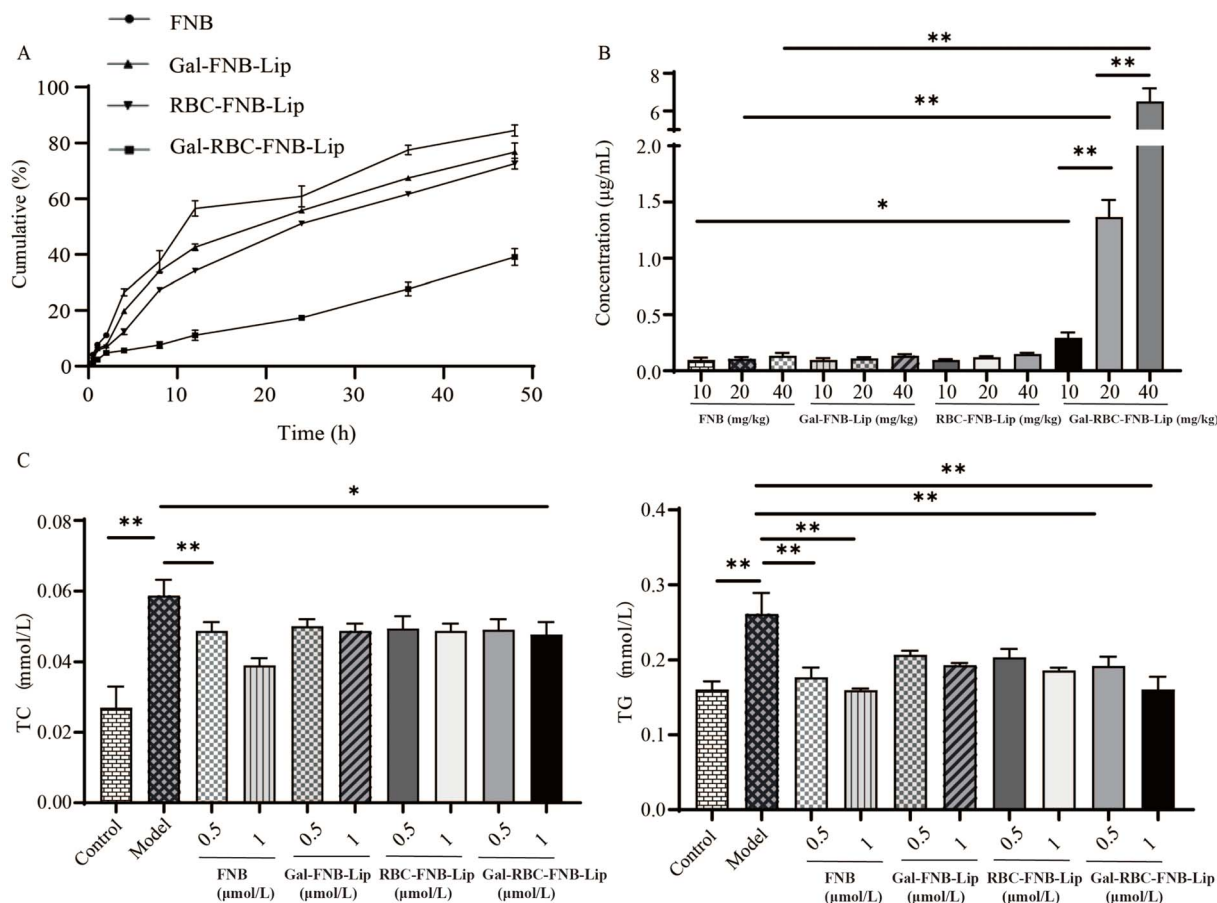 A
FNB
Gal-FNB-Lip
RBC-FNB-Lip
Gal-RBC-FNB-Lip
Cumulative (%)
100
80
60
40
20
0
0 10 20 30 40 50
Time (h)
B
Concentration (μg/mL)
8
6
4
2.0
1.5
1.0
0.5
0.0
**
**
**
**
*
10 20 40 10 20 40 10 20 40 10 20 40
FNB (mg/kg) Gal-FNB-Lip (mg/kg) RBC-FNB-Lip (mg/kg) Gal-RBC-FNB-Lip (mg/kg)
C
TC (mmol/L)
0.08
0.06
0.04
0.02
0.00
*
**
**
Control Model 0.5 1 0.5 1 0.5 1 0.5 1
FNB Gal-FNB-Lip RBC-FNB-Lip Gal-RBC-FNB-Lip
(μmol/L) (μmol/L) (μmol/L) (μmol/L)
TG (mmol/L)
0.4
0.3
0.2
0.1
0.0
**
**
**
**
**
Control Model 0.5 1 0.5 1 0.5 1 0.5 1
FNB Gal-FNB-Lip RBC-FNB-Lip Gal-RBC-FNB-Lip
(μmol/L) (μmol/L) (μmol/L) (μmol/L)